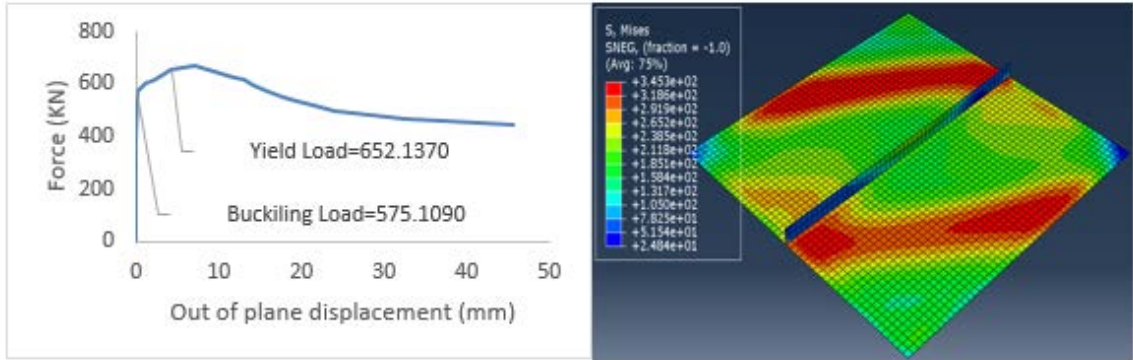 800
600
400
200
0
Force (KN)
Yield Load=652.1370
Buckiling Load=575.1090
0 10 20 30 40 50
Out of plane displacement (mm)
S, Mises
SNEG, (fraction = -1.0)
(Avg: 75%)
+3.453e+02
+3.186e+02
+2.919e+02
+2.652e+02
+2.385e+02
+2.118e+02
+1.851e+02
+1.584e+02
+1.317e+02
+1.050e+02
+7.825e+01
+5.154e+01
+2.484e+01